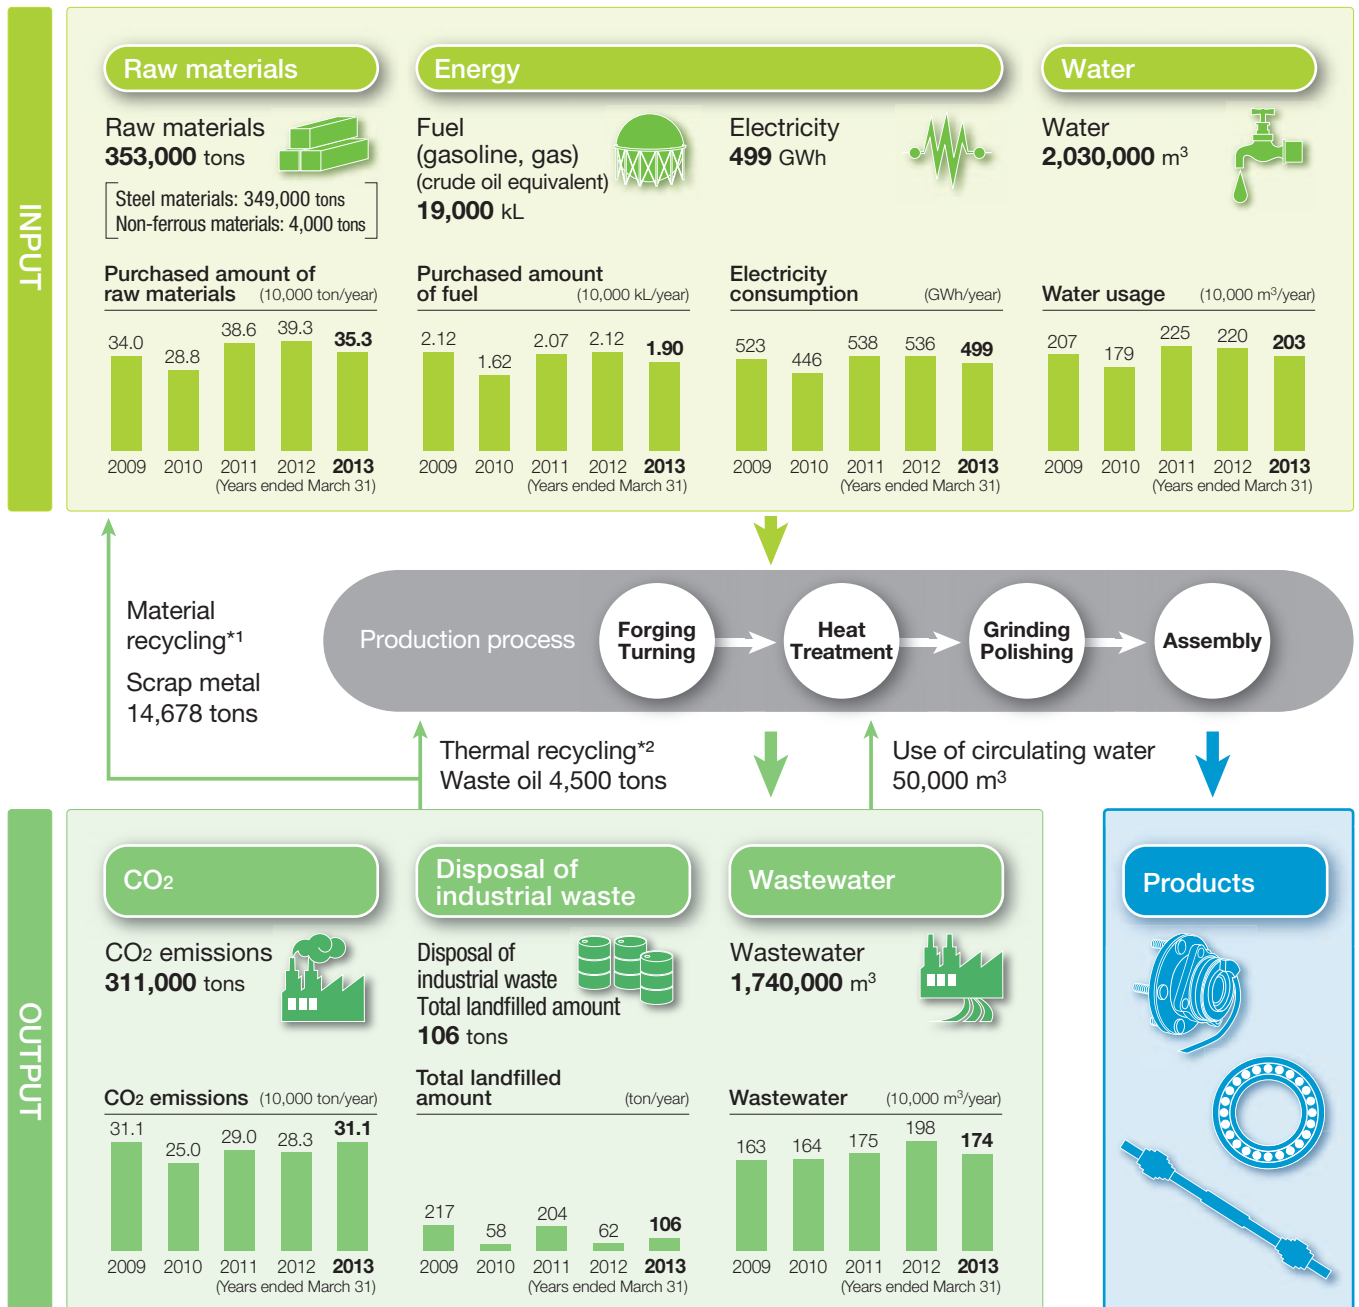 INPUT
Raw materials
Raw materials
353,000 tons
Steel materials: 349,000 tons
Non-ferrous materials: 4,000 tons
Purchased amount of
raw materials (10,000 ton/year)
34.0 28.8 38.6 39.3 35.3
2009 2010 2011 2012 2013
(Years ended March 31)
Energy
Fuel
(gasoline, gas)
(crude oil equivalent)
19,000 kL
Purchased amount
of fuel (10,000 kL/year)
2.12 1.62 2.07 2.12 1.90
2009 2010 2011 2012 2013
(Years ended March 31)
Electricity
499 GWh
Electricity
consumption (GWh/year)
523 446 538 536 499
2009 2010 2011 2012 2013
(Years ended March 31)
Water
Water
2,030,000 m³
Water usage (10,000 m³/year)
207 179 225 220 203
2009 2010 2011 2012 2013
(Years ended March 31)
Material
recycling*1
Scrap metal
14,678 tons
Production process
Forging
Turning
Heat
Treatment
Grinding
Polishing
Assembly
Thermal recycling*2
Waste oil 4,500 tons
Use of circulating water
50,000 m³
OUTPUT
CO2
CO2 emissions
311,000 tons
CO2 emissions (10,000 ton/year)
31.1 25.0 29.0 28.3 31.1
2009 2010 2011 2012 2013
(Years ended March 31)
Disposal of
industrial waste
Disposal of
industrial waste
Total landfilled amount
106 tons
Total landfilled
amount (ton/year)
217 58 204 62 106
2009 2010 2011 2012 2013
(Years ended March 31)
Wastewater
Wastewater
1,740,000 m³
Wastewater (10,000 m³/year)
163 164 175 198 174
2009 2010 2011 2012 2013
(Years ended March 31)
Products